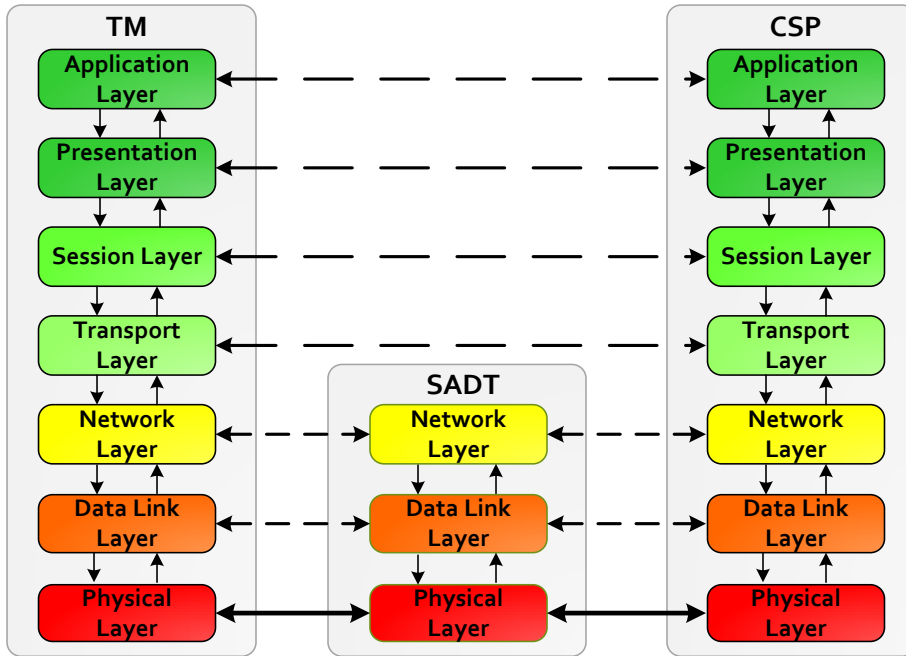 TM
Application
Layer
Presentation
Layer
Session Layer
Transport
Layer
Network
Layer
Data Link
Layer
Physical
Layer
SADT
Network
Layer
Data Link
Layer
Physical
Layer
CSP
Application
Layer
Presentation
Layer
Session Layer
Transport
Layer
Network
Layer
Data Link
Layer
Physical
Layer